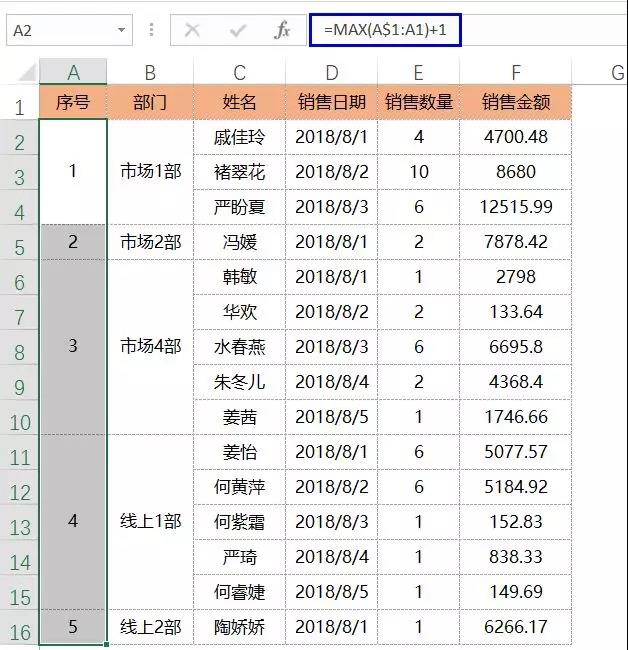 A2 fx =MAX(A$1:A1)+1
A B C D E F G
1 序号 部门 姓名 销售日期 销售数量 销售金额
2 戚佳玲 2018/8/1 4 4700.48
3 1 市场1部 褚翠花 2018/8/2 10 8680
4 严盼夏 2018/8/3 6 12515.99
5 2 市场2部 冯媛 2018/8/1 2 7878.42
6 韩敏 2018/8/1 1 2798
7 华欢 2018/8/2 2 133.64
8 3 市场4部 水春燕 2018/8/3 6 6695.8
9 朱冬儿 2018/8/4 2 4368.4
10 姜茜 2018/8/5 1 1746.66
11 姜怡 2018/8/1 6 5077.57
12 何黄萍 2018/8/2 6 5184.92
13 4 线上1部 何紫霜 2018/8/3 1 152.83
14 严琦 2018/8/4 1 838.33
15 何睿婕 2018/8/5 1 149.69
16 5 线上2部 陶娇娇 2018/8/1 1 6266.17